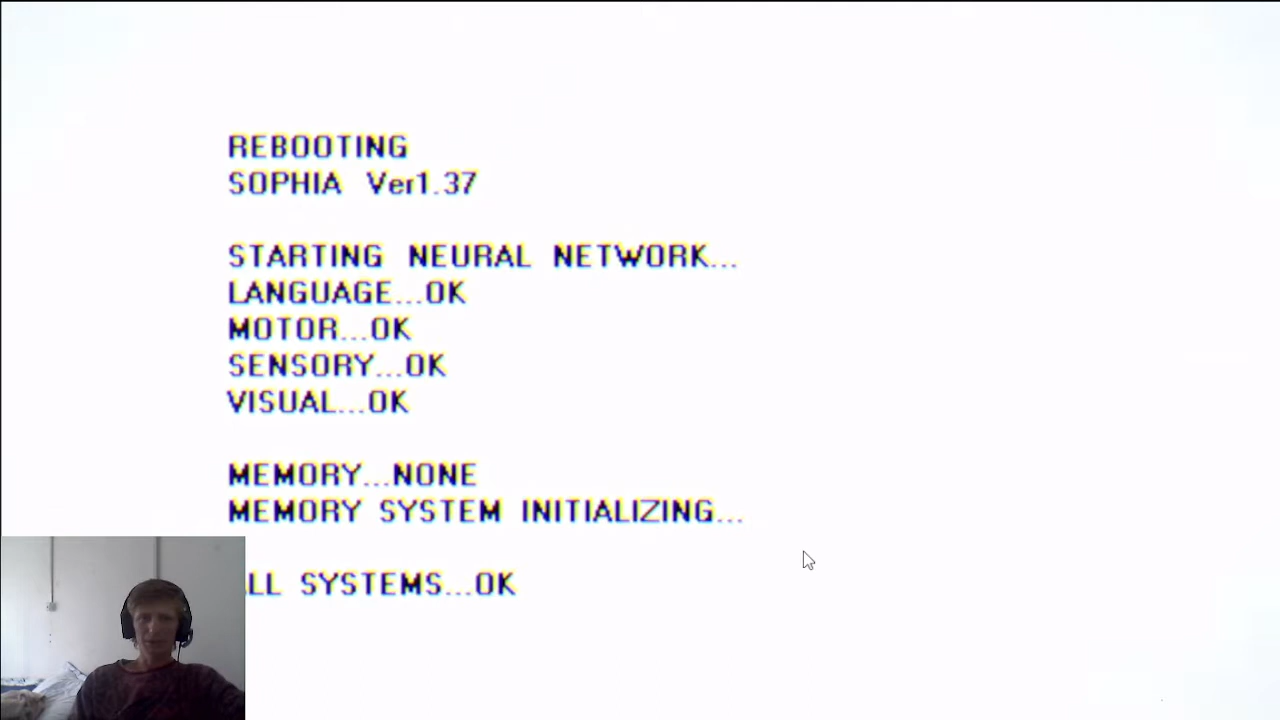 REBOOTING
SOPHIA Ver1.37
STARTING NEURAL NETWORK...
LANGUAGE...OK
MOTOR...OK
SENSORY...OK
VISUAL...OK
MEMORY...NONE
MEMORY SYSTEM INITIALIZING...
LL SYSTEMS...OK